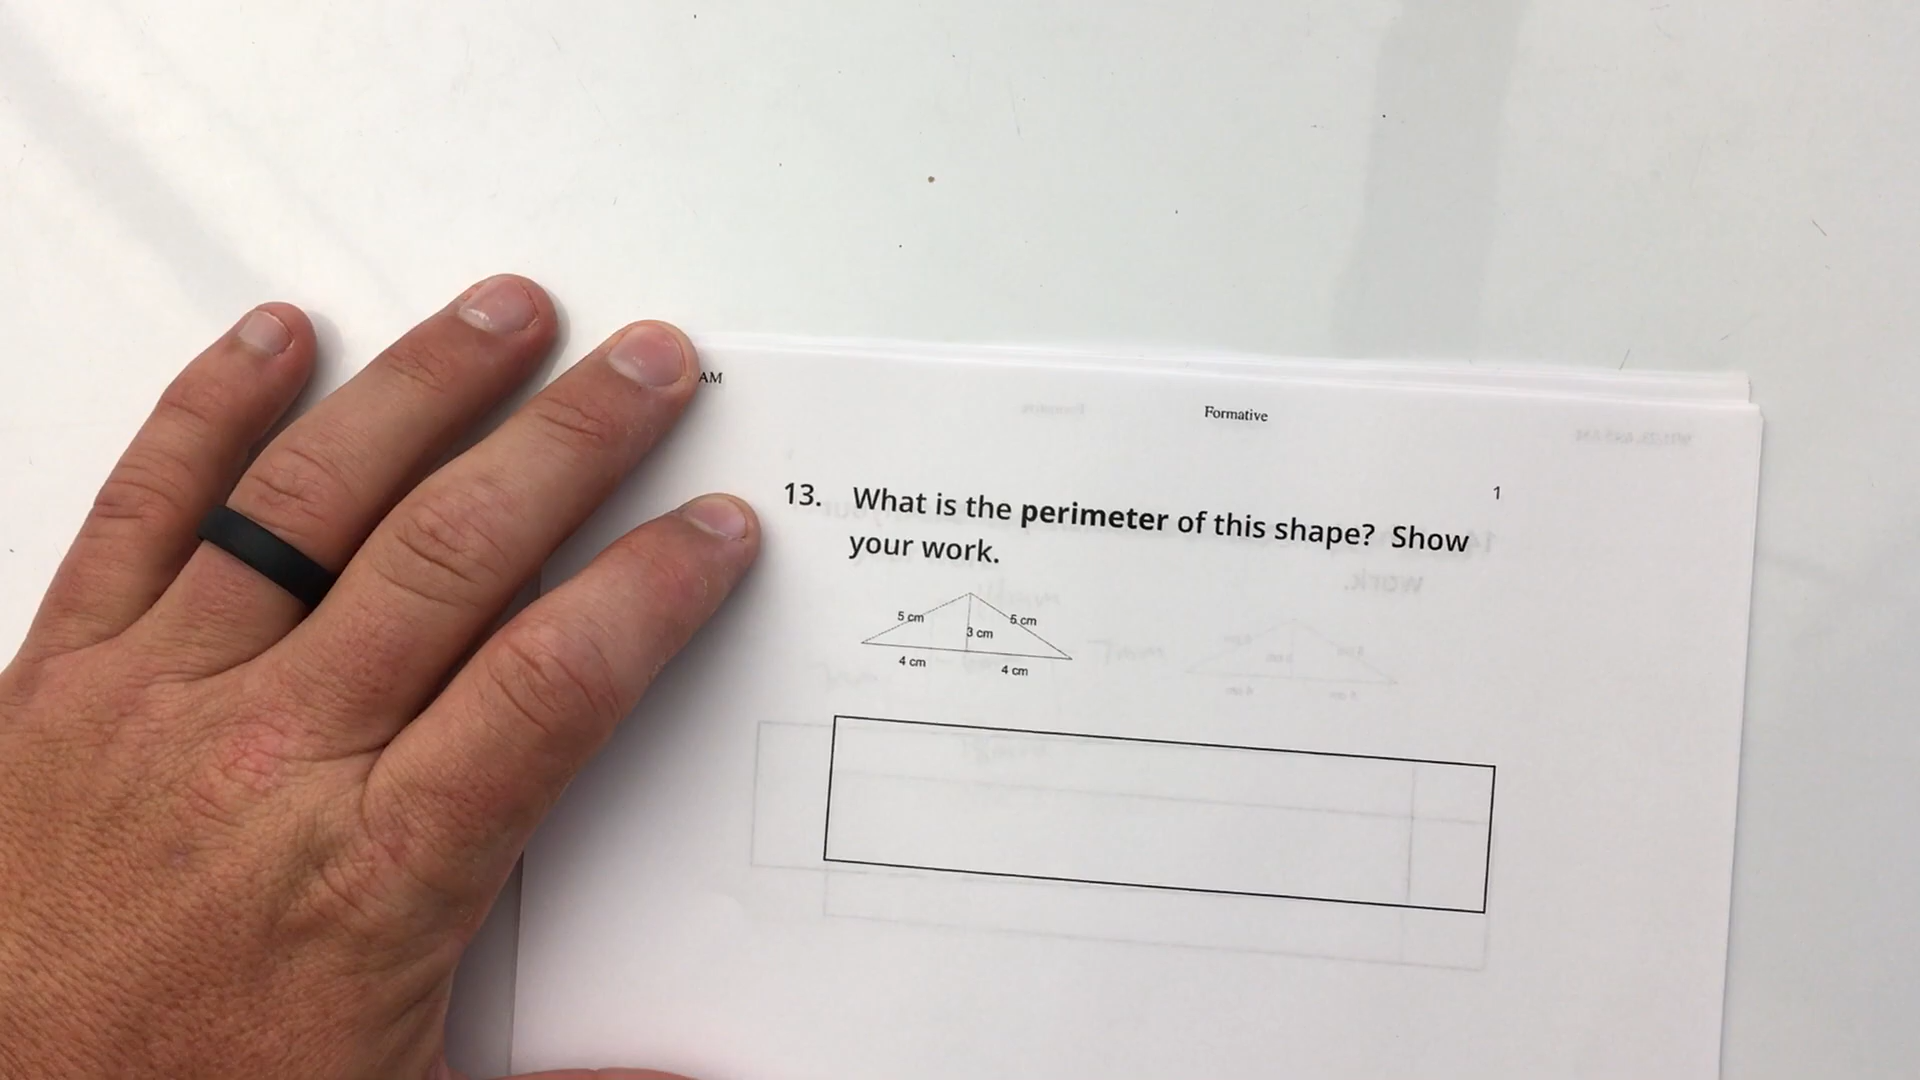 AM
Formative
1
13. What is the perimeter of this shape? Show
your work.
5 cm
5 cm
3 cm
4 cm
4 cm